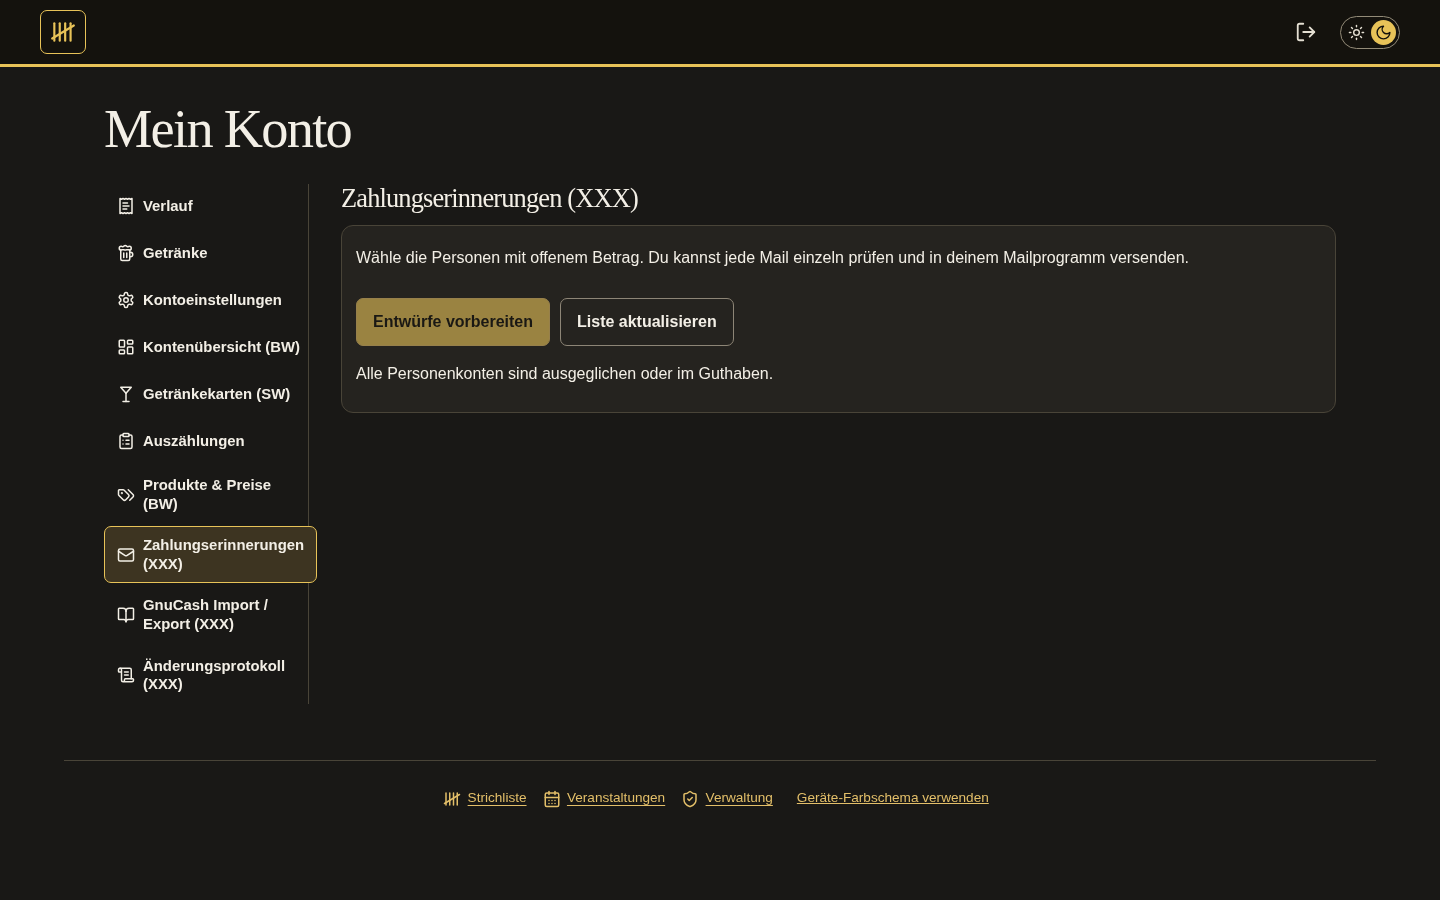 Mein Konto
Verlauf
Getränke
Kontoeinstellungen
Kontenübersicht (BW)
Getränkekarten (SW)
Auszählungen
Produkte & Preise
(BW)
Zahlungserinnerungen
(XXX)
GnuCash Import /
Export (XXX)
Änderungsprotokoll
(XXX)
Zahlungserinnerungen (XXX)
Wähle die Personen mit offenem Betrag. Du kannst jede Mail einzeln prüfen und in deinem Mailprogramm versenden.
Entwürfe vorbereiten
Liste aktualisieren
Alle Personenkonten sind ausgeglichen oder im Guthaben.
Strichliste
Veranstaltungen
Verwaltung
Geräte-Farbschema verwenden